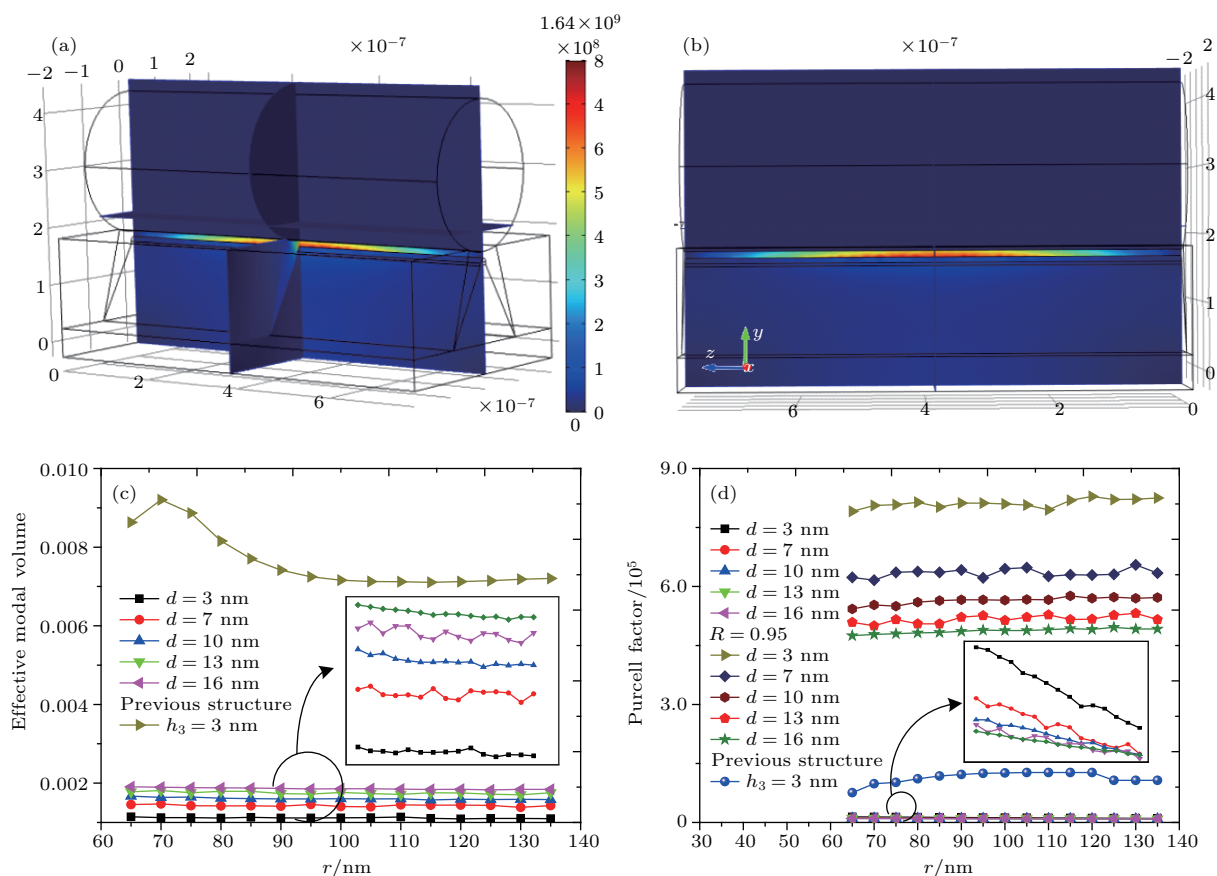 (a)
0 1 2
×10⁻⁷
−2 −1
1.64×10⁹
×10⁸
8
4
6
5
4
3
2
1
0
0
4
3
2
1
0
0
2
4
6
×10⁻⁷
(b)
×10⁻⁷
2
−2
4
3
2
1
0
y
z
x
6
4
2
0
(c)
0.010
0.008
0.006
0.004
0.002
Effective modal volume
d = 3 nm
d = 7 nm
d = 10 nm
d = 13 nm
d = 16 nm
Previous structure
h₃ = 3 nm
60 70 80 90 100 110 120 130 140
r/nm
(d)
9.0
6.0
3.0
0
Purcell factor/10⁵
d = 3 nm
d = 7 nm
d = 10 nm
d = 13 nm
d = 16 nm
R = 0.95
d = 3 nm
d = 7 nm
d = 10 nm
d = 13 nm
d = 16 nm
Previous structure
h₃ = 3 nm
30 40 50 60 70 80 90 100 110 120 130 140
r/nm